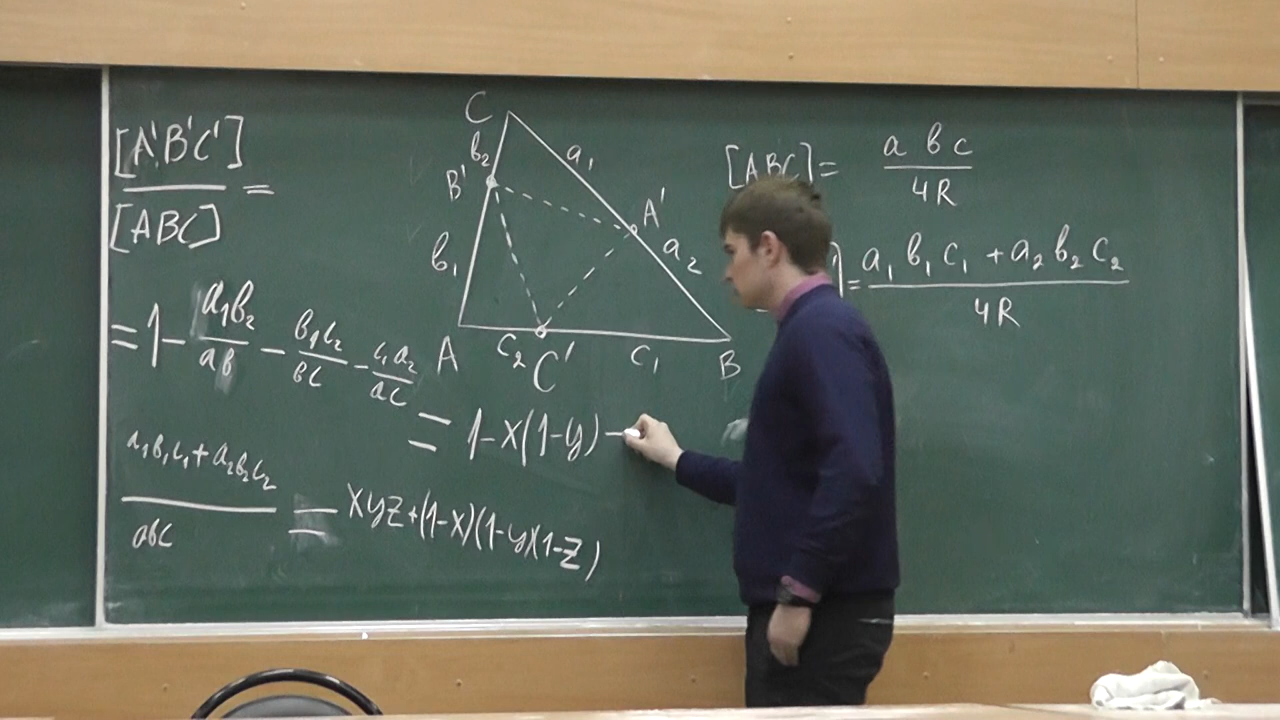 [A'B'C']
[ABC]
=
=1- a₁b₂/ab - b₁c₂/bc - c₁a₂/ac
a₁b₁c₁+a₂b₂c₂
abc
= xyz+(1-x)(1-y)(1-z)
= 1-x(1-y)-
C
b₂
a₁
B'
A'
b₁
a₂
A
c₂
C'
c₁
B
[ABC]=
a b c
4R
]=
a₁b₁c₁+a₂b₂c₂
4R